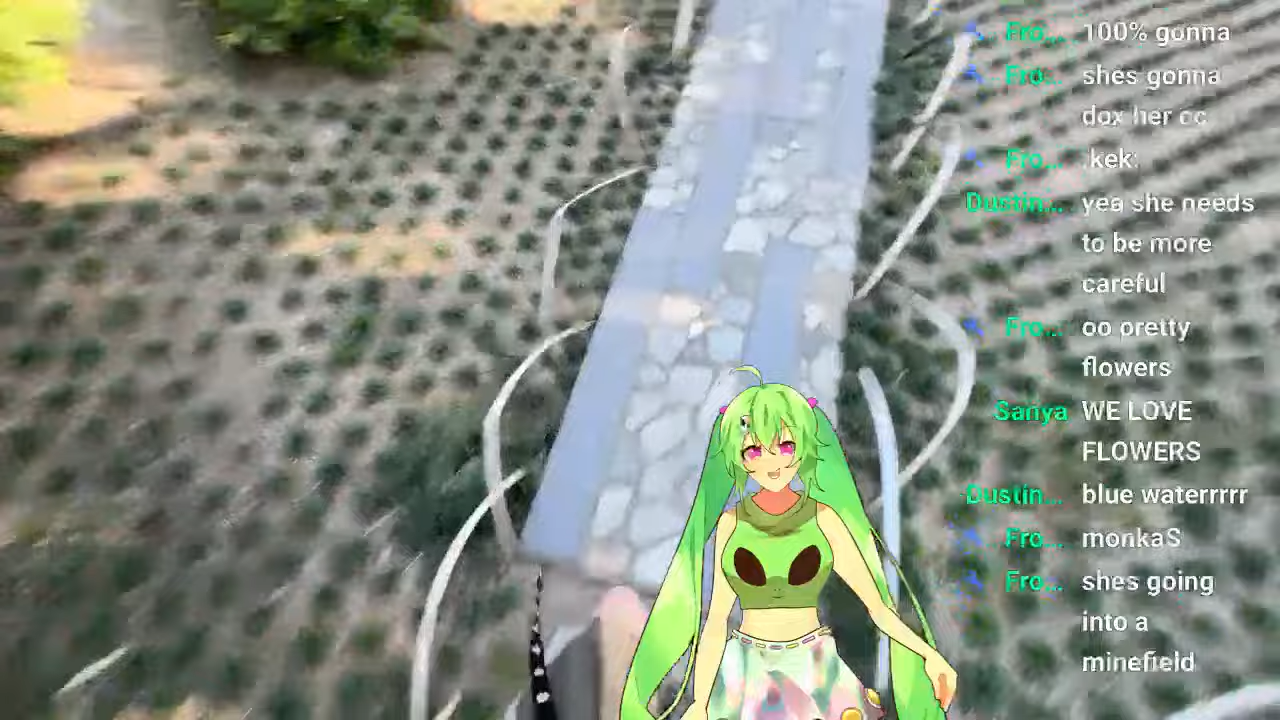 Fro... 100% gonna
Fro... shes gonna
dox her cc
Fro... :kek:
Dustin... yea she needs
to be more
careful
Fro... oo pretty
flowers
Sanya WE LOVE
FLOWERS
Dustin... blue waterrrrr
Fro... monkaS
Fro... shes going
into a
minefield